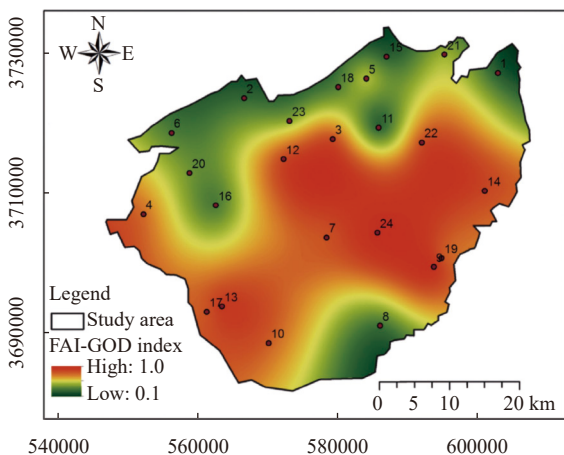 N
W E
S
3730000
3710000
3690000
15
21
1
5
18
2
23
11
6
3
22
12
20
14
16
4
24
7
19
9
13
17
8
10
Legend
Study area
FAI-GOD index
High: 1.0
Low: 0.1
0 6 10 15 20 km
540000 560000 580000 600000